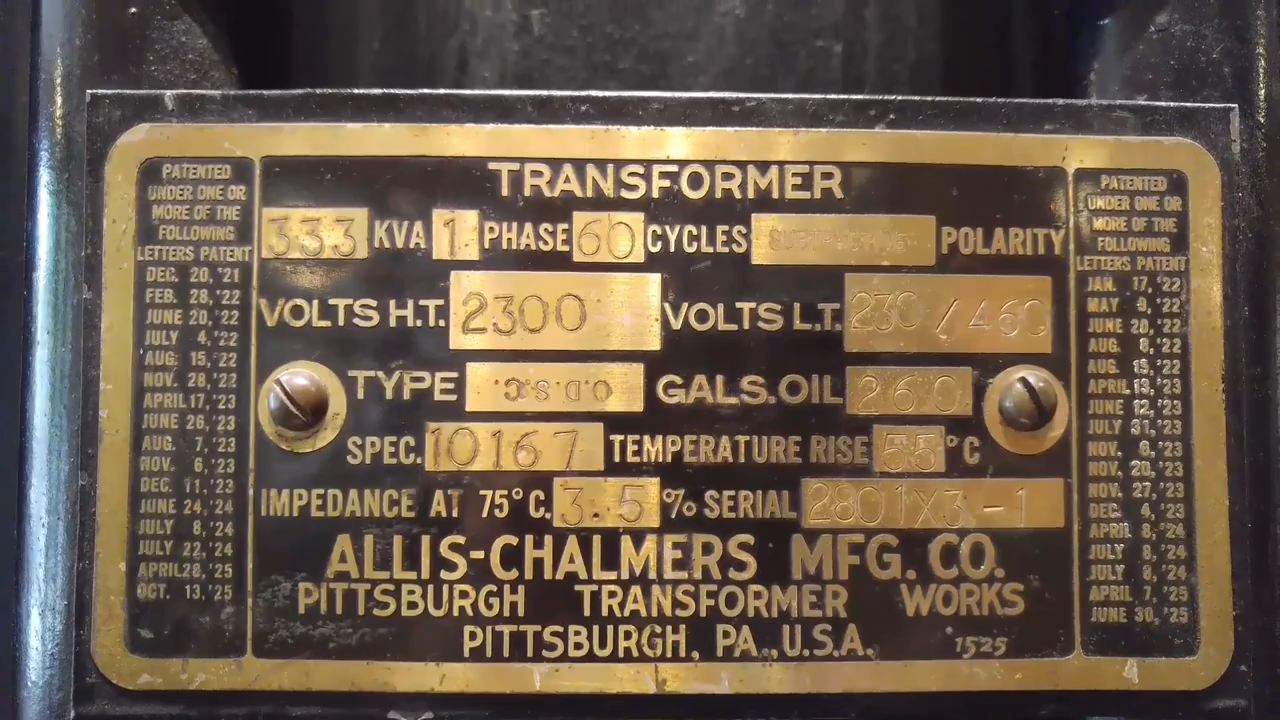 PATENTED
UNDER ONE OR
MORE OF THE
FOLLOWING
LETTERS PATENT
DEC. 20,'21
FEB. 28,'22
JUNE 20,'22
JULY 4,'22
AUG. 15,'22
NOV. 28,'22
APRIL 17,'23
JUNE 26,'23
AUG. 7,'23
NOV. 6,'23
DEC. 11,'23
JUNE 24,'24
JULY 8,'24
JULY 22,'24
APRIL 28,'25
OCT. 13,'25
TRANSFORMER
333 KVA 1 PHASE 60 CYCLES SUBTRACTIVE POLARITY
VOLTS H.T. 2300 VOLTS L.T. 230/460
TYPE O.D.S.C. GALS. OIL 260
SPEC. 10167 TEMPERATURE RISE 55°C
IMPEDANCE AT 75°C. 3.5 % SERIAL 2801X3-1
ALLIS-CHALMERS MFG. CO.
PITTSBURGH TRANSFORMER WORKS
PITTSBURGH, PA., U.S.A. 1525
PATENTED
UNDER ONE OR
MORE OF THE
FOLLOWING
LETTERS PATENT
JAN. 17,'22
MAY 9,'22
JUNE 20,'22
AUG. 8,'22
AUG. 15,'22
APRIL 13,'23
JUNE 12,'23
JULY 31,'23
NOV. 6,'23
NOV. 20,'23
NOV. 27,'23
DEC. 4,'23
APRIL 8,'24
JULY 8,'24
JULY 8,'24
APRIL 7,'25
JUNE 30,'25